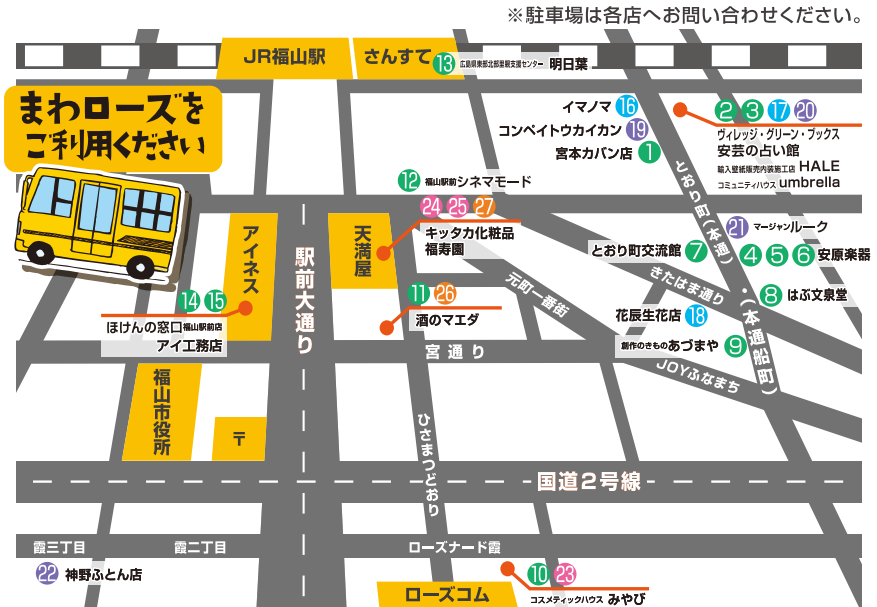 ※駐車場は各店へお問い合わせください。
JR福山駅
さんすて
13 広島県東部北部里親支援センター 明日葉
まわローズを
ご利用ください
イマノマ 16
コンペイトウカイカン 19
宮本カバン店 1
2 3 17 20
ヴィレッジ・グリーン・ブックス
安芸の占い館
輸入壁紙販売内装施工店 HALE
コミュニティハウス umbrella
とおり町(本通)・(本通船町)
12 福山駅前シネマモード
24 25 27
キッタカ化粧品
福寿園
21 マージャンルーク
とおり町交流館 7
4 5 6 安原楽器
アイネス
駅前大通り
天満屋
きたはま通り
元町一番街
8 はぶ文泉堂
14 15
ほけんの窓口福山駅前店
アイ工務店
11 26
酒のマエダ
花辰生花店 18
創作のきものあづまや 9
宮通り
JOYふなまち
福山市役所
〒
ひさまつどおり
国道2号線
霞三丁目
霞二丁目
ローズナード霞
22 神野ふとん店
ローズコム
10 23
コスメティックハウス みやび